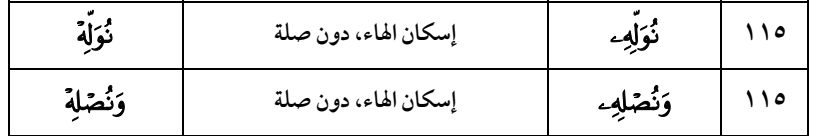 ١١٥ نُوَلِّهِۦ إسكان الهاء، دون صلة نُوَلِّهۡ
١١٥ وَنُصۡلِهِۦ إسكان الهاء، دون صلة وَنُصۡلِهۡ